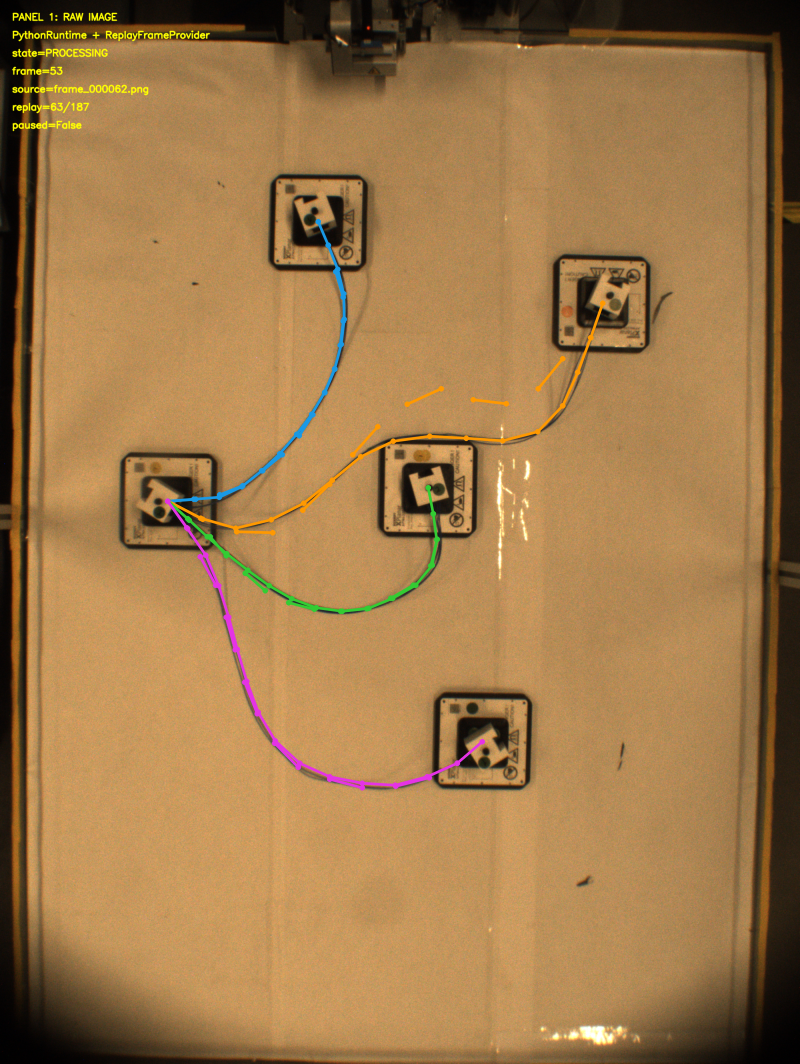 PANEL 1: RAW IMAGE
PythonRuntime + ReplayFrameProvider
state=PROCESSING
frame=53
source=frame_000062.png
replay=63/187
paused=False